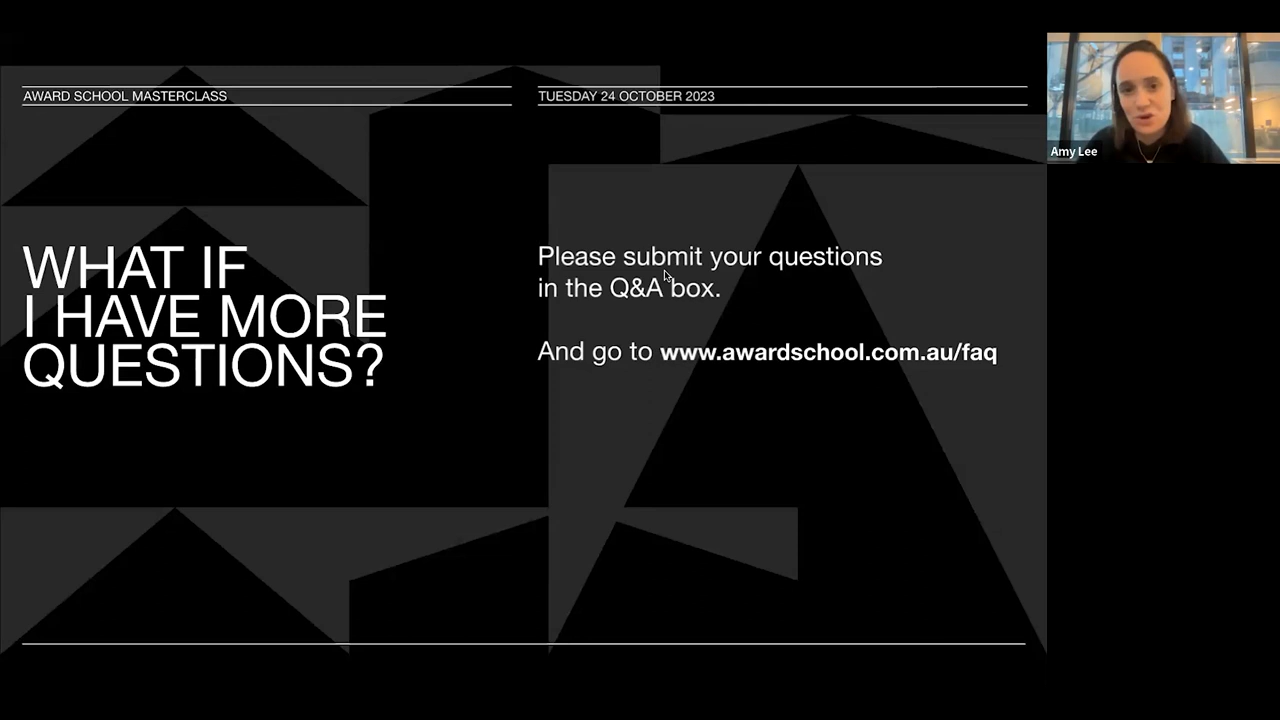 AWARD SCHOOL MASTERCLASS
TUESDAY 24 OCTOBER 2023
Amy Lee
WHAT IF
I HAVE MORE
QUESTIONS?
Please submit your questions
in the Q&A box.
And go to www.awardschool.com.au/faq